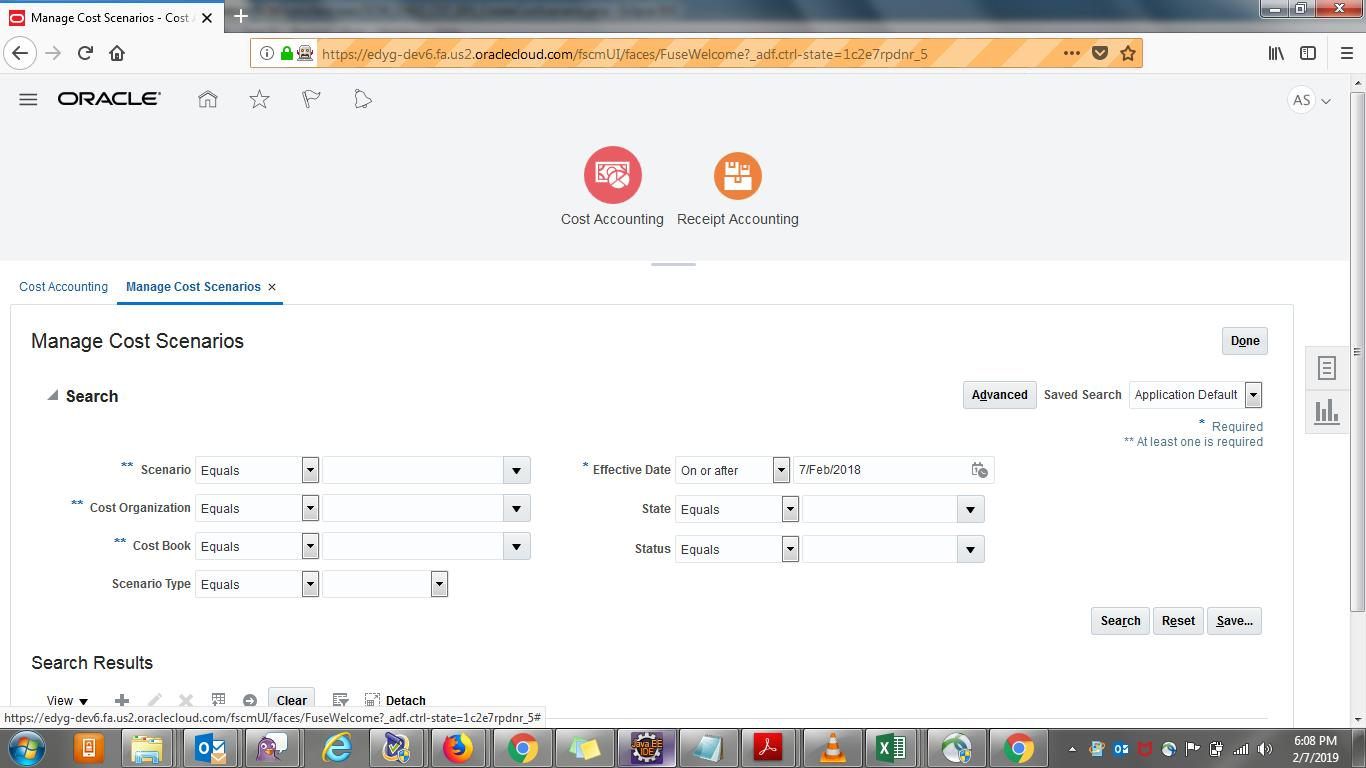 Manage Cost Scenarios - Cost A
https://edyg-dev6.fa.us2.oraclecloud.com/fscmUI/faces/FuseWelcome?_adf.ctrl-state=1c2e7rpdnr_5
ORACLE
AS
Cost Accounting Receipt Accounting
Cost Accounting Manage Cost Scenarios
Manage Cost Scenarios Done
Search Advanced Saved Search Application Default
* Required
** At least one is required
** Scenario Equals * Effective Date On or after 7/Feb/2018
** Cost Organization Equals State Equals
** Cost Book Equals Status Equals
Scenario Type Equals
Search Reset Save...
Search Results
View Clear Detach
https://edyg-dev6.fa.us2.oraclecloud.com/fscmUI/faces/FuseWelcome?_adf.ctrl-state=1c2e7rpdnr_5#
Java EE
IDE
6:08 PM
2/7/2019